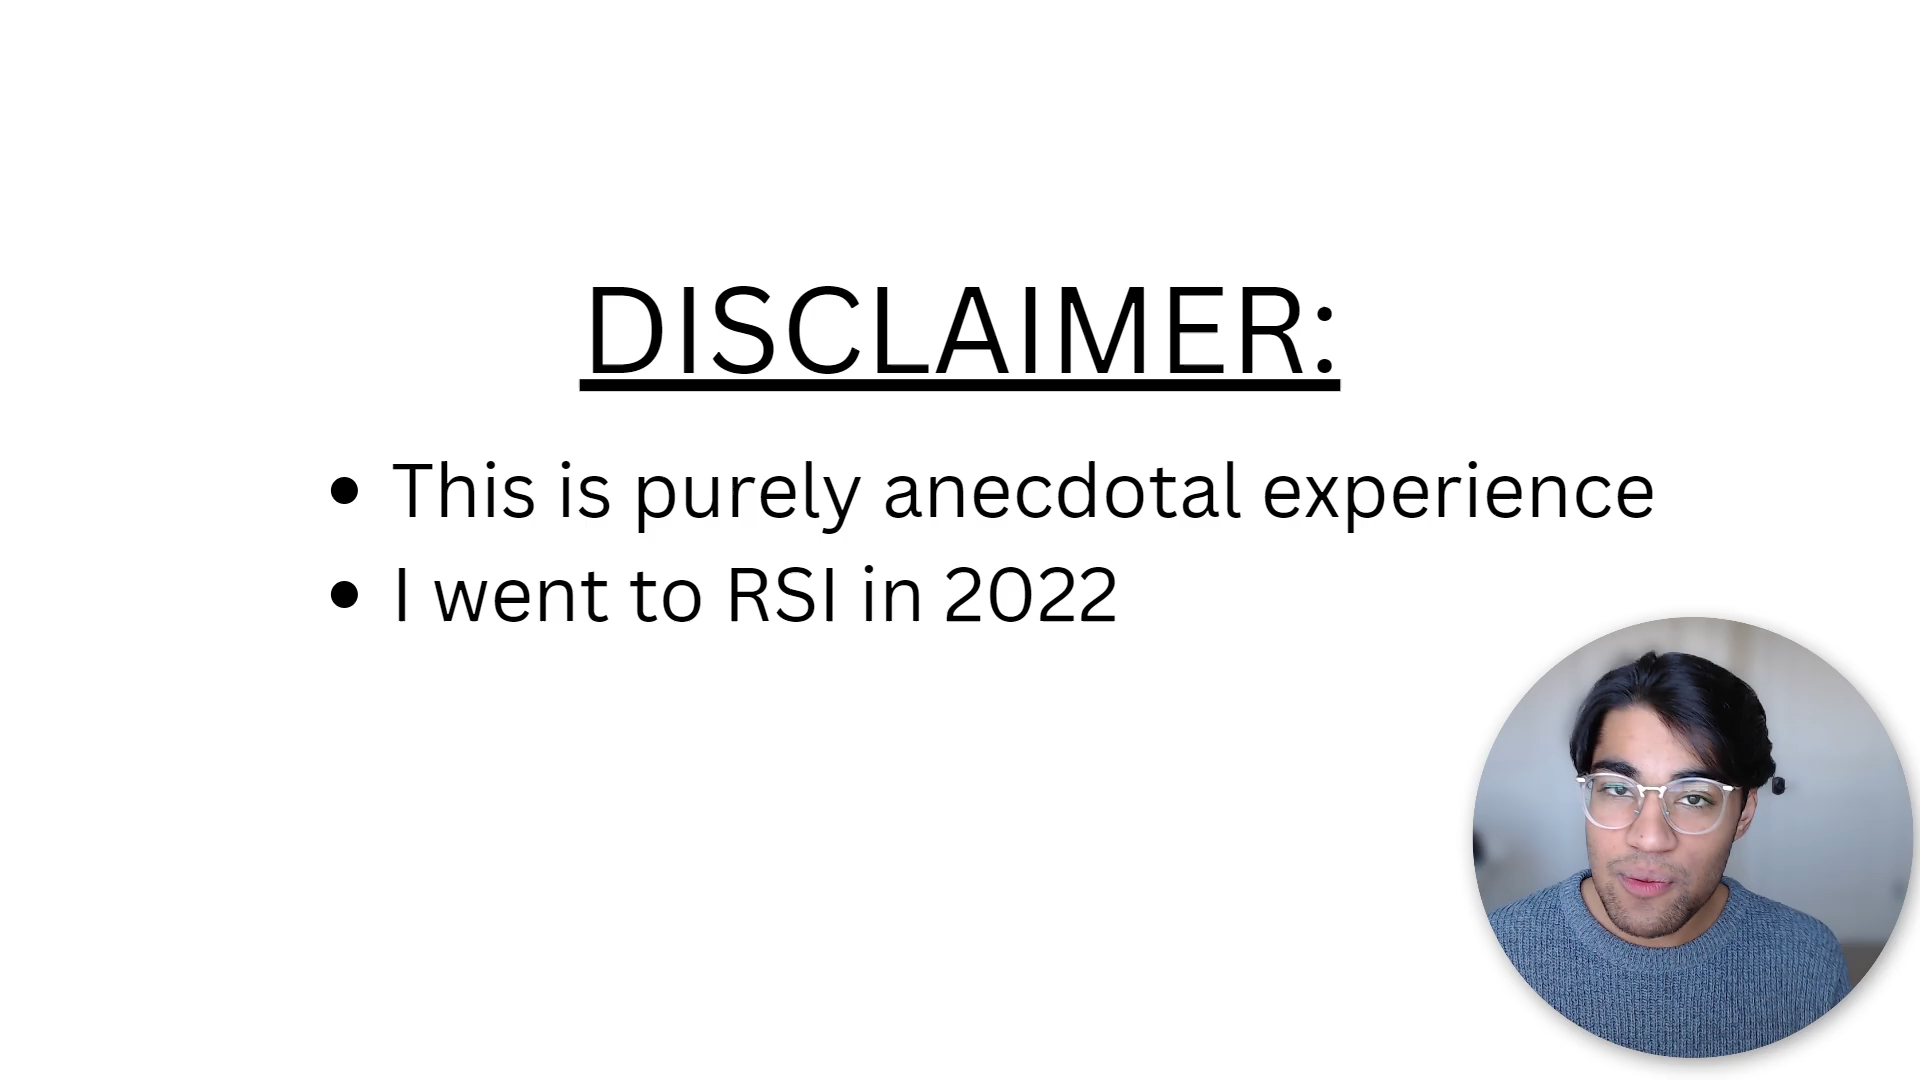 DISCLAIMER:
• This is purely anecdotal experience
• I went to RSI in 2022